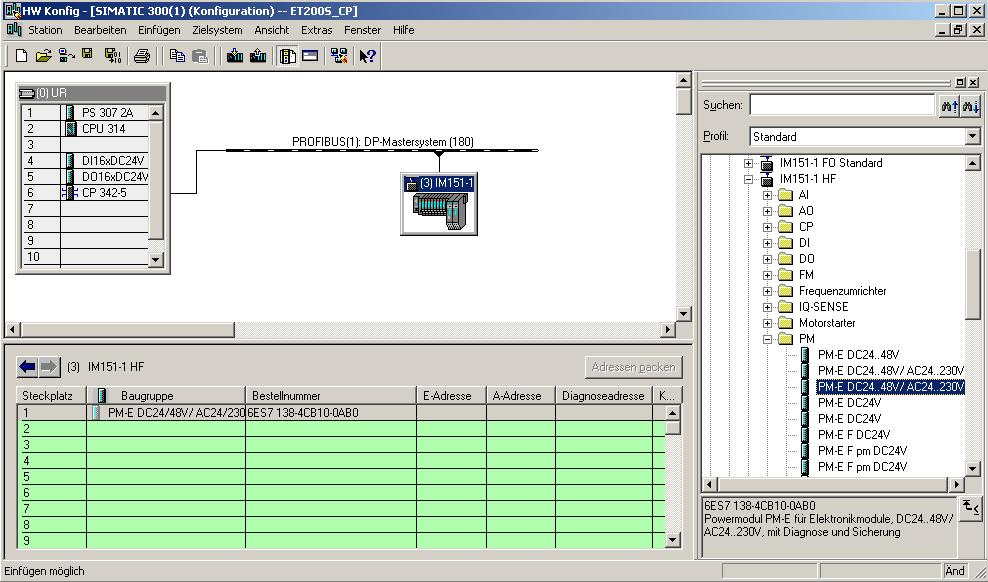 HW Konfig - [SIMATIC 300(1) (Konfiguration) -- ET200S_CP]
Station Bearbeiten Einfügen Zielsystem Ansicht Extras Fenster Hilfe
(0) UR
1 PS 307 2A
2 CPU 314
3
4 DI16xDC24V
5 DO16xDC24V
6 CP 342-5
7
8
9
10
PROFIBUS(1): DP-Mastersystem (180)
(3) IM151-1
Suchen:
Profil: Standard
IM151-1 FO Standard
IM151-1 HF
AI
AO
CP
DI
DO
FM
Frequenzumrichter
IQ-SENSE
Motorstarter
PM
PM-E DC24..48V
PM-E DC24..48V/ AC24..230V
PM-E DC24..48V/ AC24..230V
PM-E DC24V
PM-E DC24V
PM-E F DC24V
PM-E F pm DC24V
PM-E F pm DC24V
6ES7 138-4CB10-0AB0
Powermodul PM-E für Elektronikmodule, DC24..48V/
AC24..230V, mit Diagnose und Sicherung
(3) IM151-1 HF
Adressen packen
Steckplatz Baugruppe Bestellnummer E-Adresse A-Adresse Diagnoseadresse K...
1 PM-E DC24/48V/ AC24/230 6ES7 138-4CB10-0AB0
2
3
4
5
6
7
8
9
Einfügen möglich
Änd